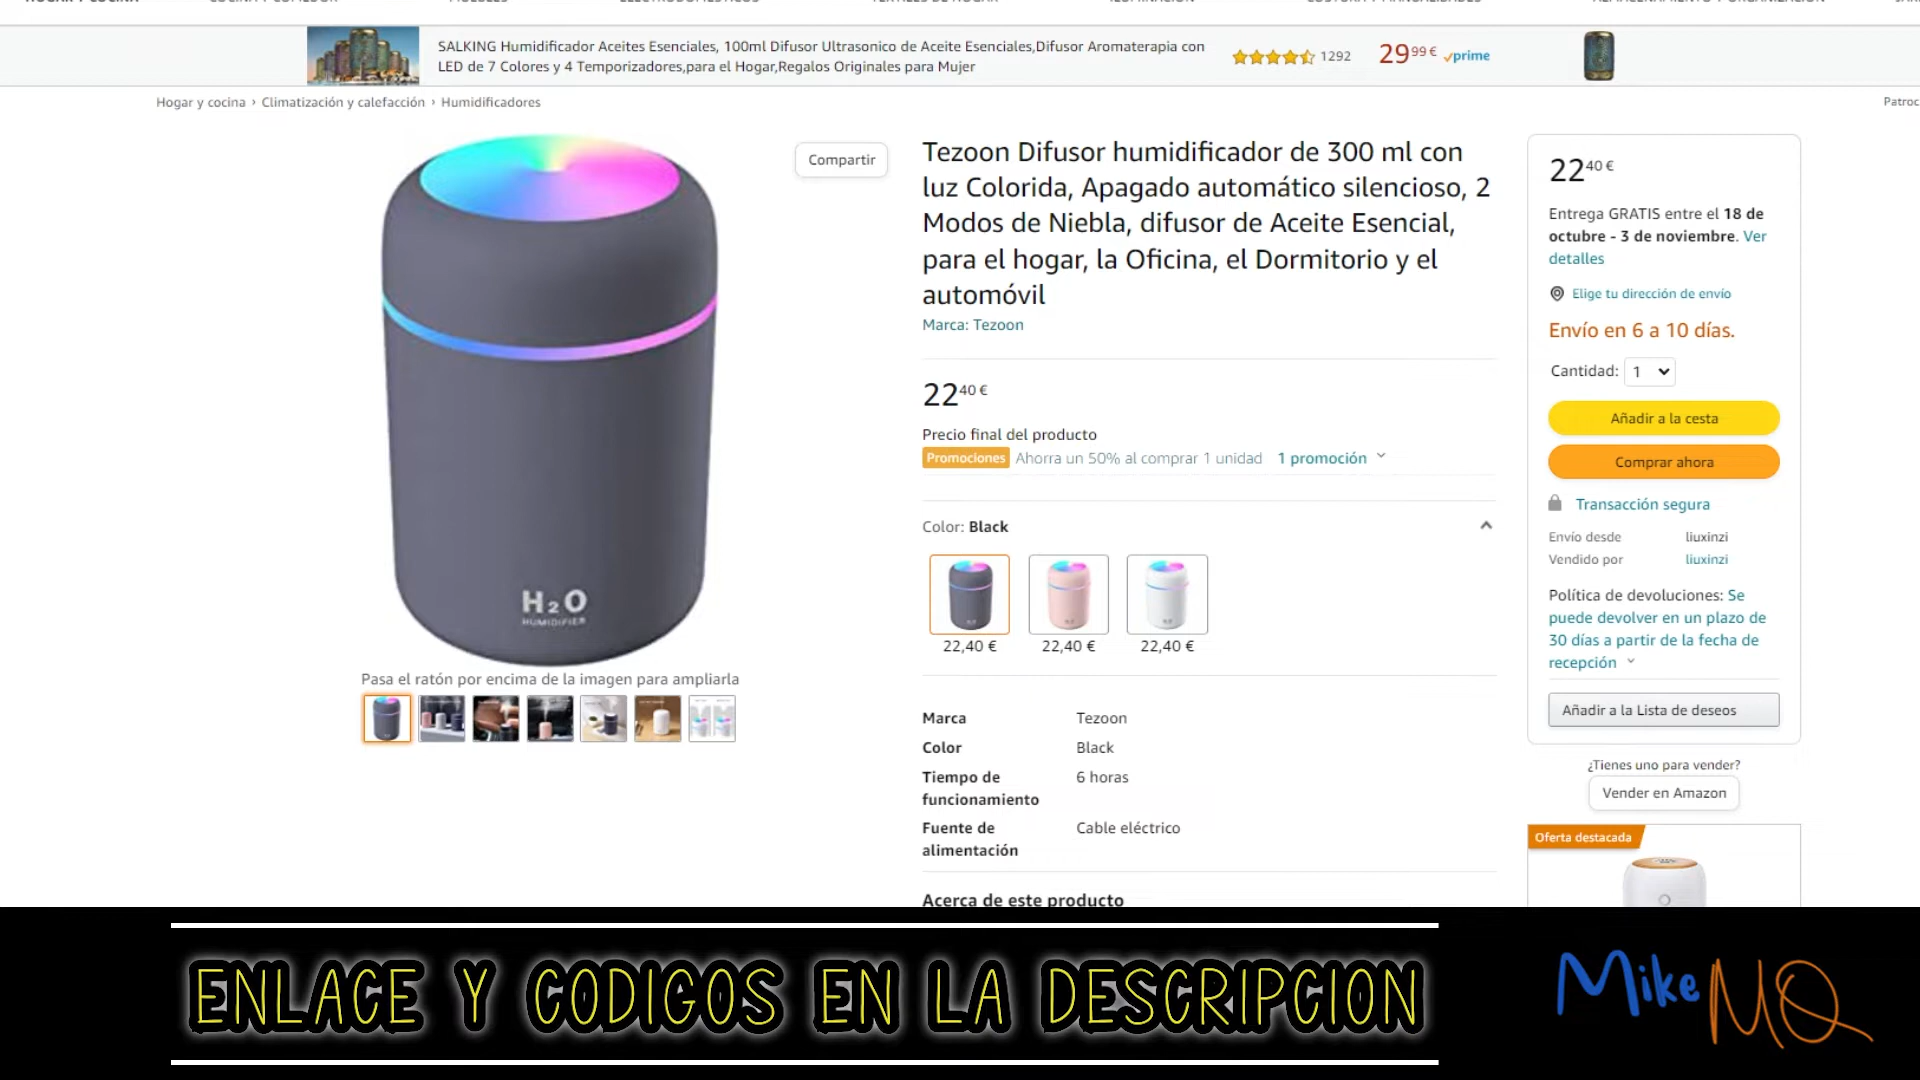 SALKING Humidificador Aceites Esenciales, 100ml Difusor Ultrasonico de Aceite Esenciales,Difusor Aromaterapia con
LED de 7 Colores y 4 Temporizadores,para el Hogar,Regalos Originales para Mujer
1292
29 99 € prime
Hogar y cocina › Climatización y calefacción › Humidificadores
Patroc
Compartir
H2O
HUMIDIFIER
Pasa el ratón por encima de la imagen para ampliarla
Tezoon Difusor humidificador de 300 ml con
luz Colorida, Apagado automático silencioso, 2
Modos de Niebla, difusor de Aceite Esencial,
para el hogar, la Oficina, el Dormitorio y el
automóvil
Marca: Tezoon
22 40 €
Precio final del producto
Promociones Ahorra un 50% al comprar 1 unidad 1 promoción
Color: Black
22,40 € 22,40 € 22,40 €
Marca Tezoon
Color Black
Tiempo de 6 horas
funcionamiento
Fuente de Cable eléctrico
alimentación
Acerca de este producto
22 40 €
Entrega GRATIS entre el 18 de
octubre - 3 de noviembre. Ver
detalles
Elige tu dirección de envío
Envío en 6 a 10 días.
Cantidad: 1
Añadir a la cesta
Comprar ahora
Transacción segura
Envío desde liuxinzi
Vendido por liuxinzi
Política de devoluciones: Se
puede devolver en un plazo de
30 días a partir de la fecha de
recepción
Añadir a la Lista de deseos
¿Tienes uno para vender?
Vender en Amazon
Oferta destacada
ENLACE Y CODIGOS EN LA DESCRIPCION
Mike MQ